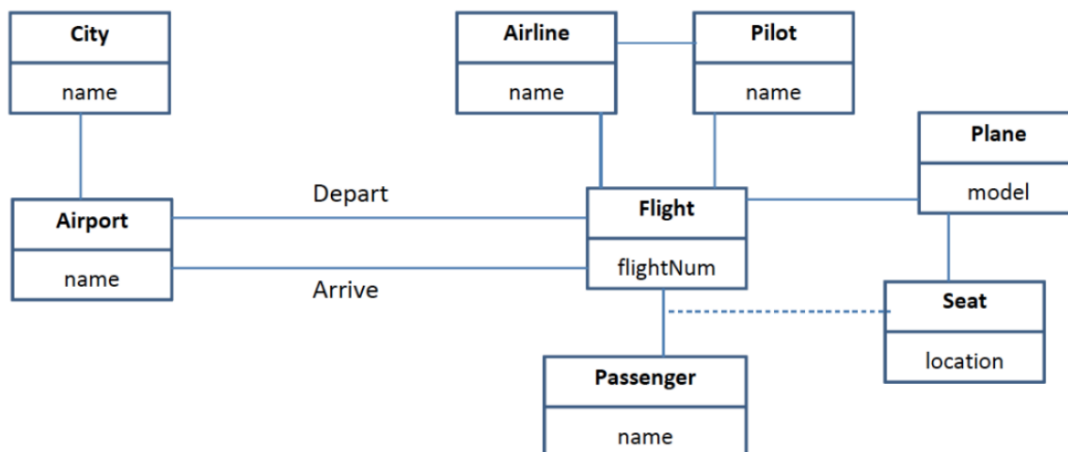 City
name
Airline
name
Pilot
name
Plane
model
Depart
Airport
name
Arrive
Flight
flightNum
Seat
location
Passenger
name